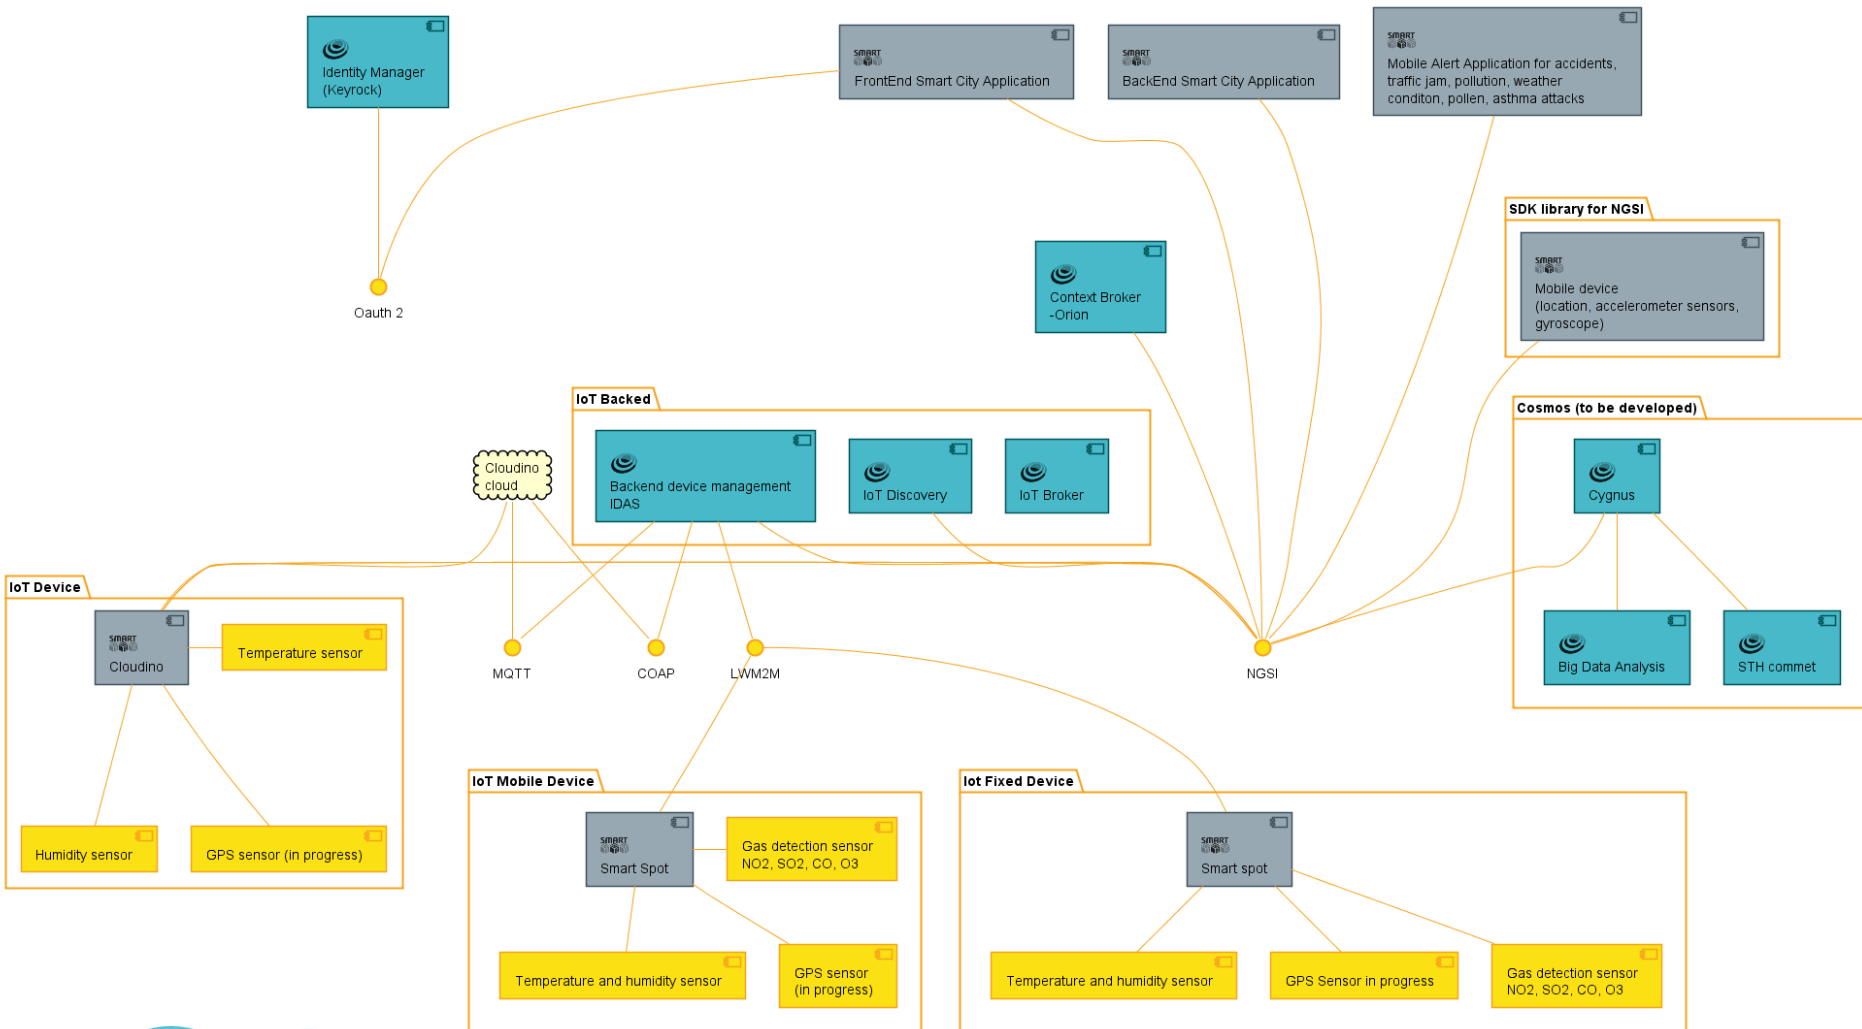 SMART
SMART
SMART
Identity Manager
(Keyrock)
FrontEnd Smart City Application
BackEnd Smart City Application
Mobile Alert Application for accidents,
traffic jam, pollution, weather
conditon, pollen, asthma attacks
SDK library for NGSI
SMART
Mobile device
(location, accelerometer sensors,
gyroscope)
Context Broker
-Orion
Oauth 2
IoT Backed
Cosmos (to be developed)
Cloudino
cloud
Backend device management
IDAS
IoT Discovery
IoT Broker
Cygnus
IoT Device
SMART
Cloudino
Temperature sensor
MQTT
COAP
LWM2M
NGSI
Big Data Analysis
STH commet
Humidity sensor
GPS sensor (in progress)
IoT Mobile Device
SMART
Smart Spot
Gas detection sensor
NO2, SO2, CO, O3
Temperature and humidity sensor
GPS sensor
(in progress)
Iot Fixed Device
SMART
Smart spot
Temperature and humidity sensor
GPS Sensor in progress
Gas detection sensor
NO2, SO2, CO, O3